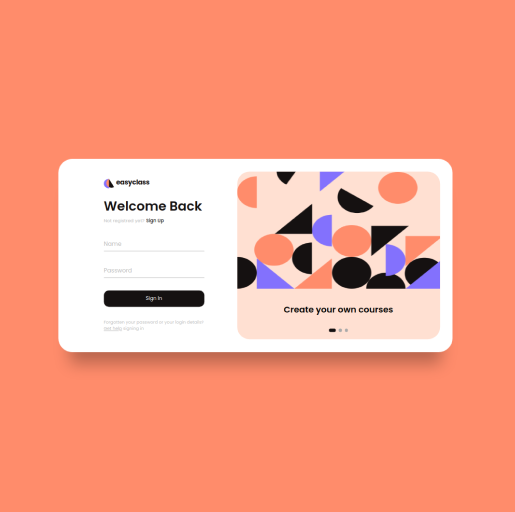 easyclass
Welcome Back
Not registered yet? Sign Up
Name
Password
Sign In
Forgotten your password or your login details?
Get help signing in
Create your own courses